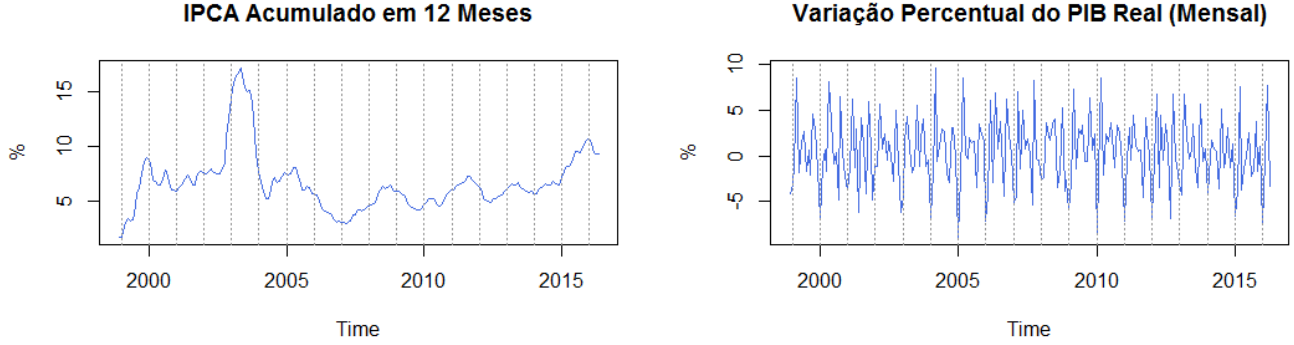 IPCA Acumulado em 12 Meses
%
15
10
5
2000 2005 2010 2015
Time
Variação Percentual do PIB Real (Mensal)
%
10
5
0
-5
2000 2005 2010 2015
Time